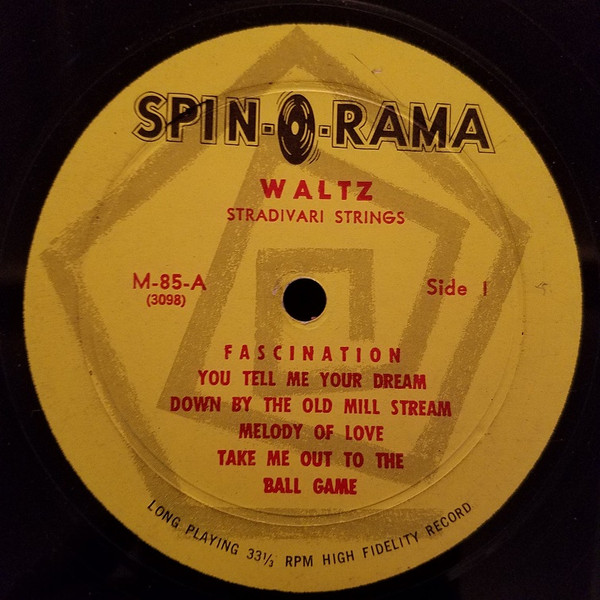 SPIN-O-RAMA
WALTZ
STRADIVARI STRINGS
M-85-A
(3098)
Side 1
FASCINATION
YOU TELL ME YOUR DREAM
DOWN BY THE OLD MILL STREAM
MELODY OF LOVE
TAKE ME OUT TO THE
BALL GAME
LONG PLAYING 33⅓ RPM HIGH FIDELITY RECORD